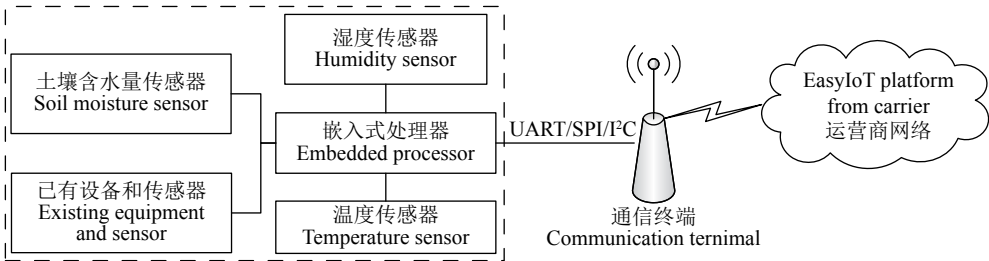 土壤含水量传感器
Soil moisture sensor
已有设备和传感器
Existing equipment
and sensor
湿度传感器
Humidity sensor
嵌入式处理器
Embedded processor
温度传感器
Temperature sensor
UART/SPI/I²C
通信终端
Communication ternimal
EasyIoT platform
from carrier
运营商网络